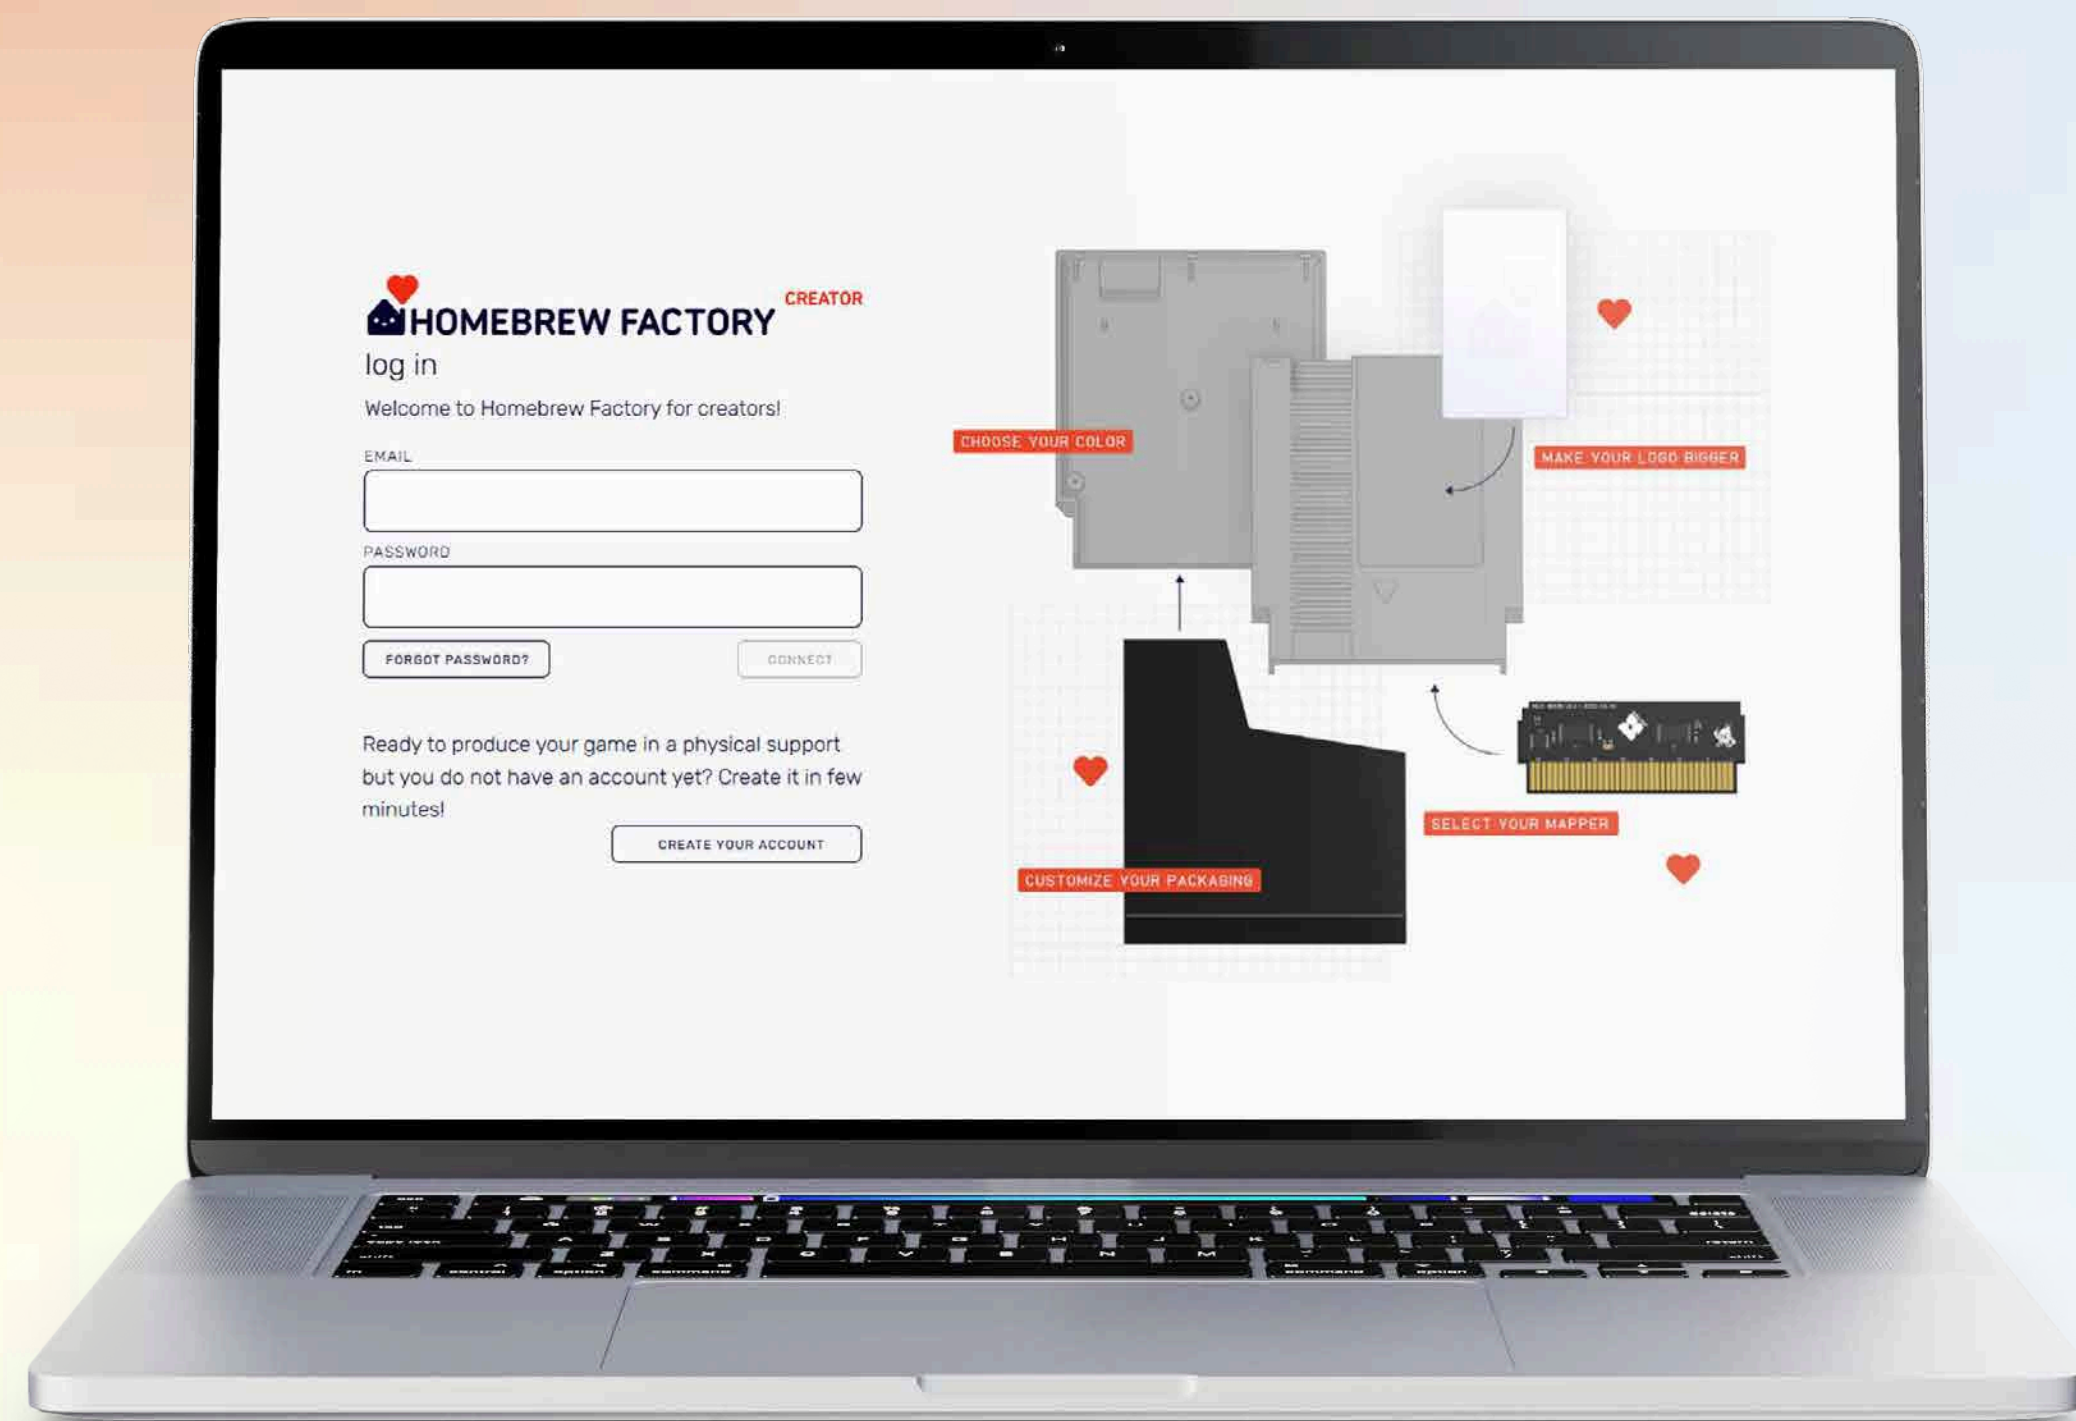 HOMEBREW FACTORY CREATOR
log in
Welcome to Homebrew Factory for creators!
EMAIL
PASSWORD
FORGOT PASSWORD?
CONNECT
Ready to produce your game in a physical support
but you do not have an account yet? Create it in few
minutes!
CREATE YOUR ACCOUNT
CHOOSE YOUR COLOR
MAKE YOUR LOGO BIGGER
SELECT YOUR MAPPER
CUSTOMIZE YOUR PACKAGING